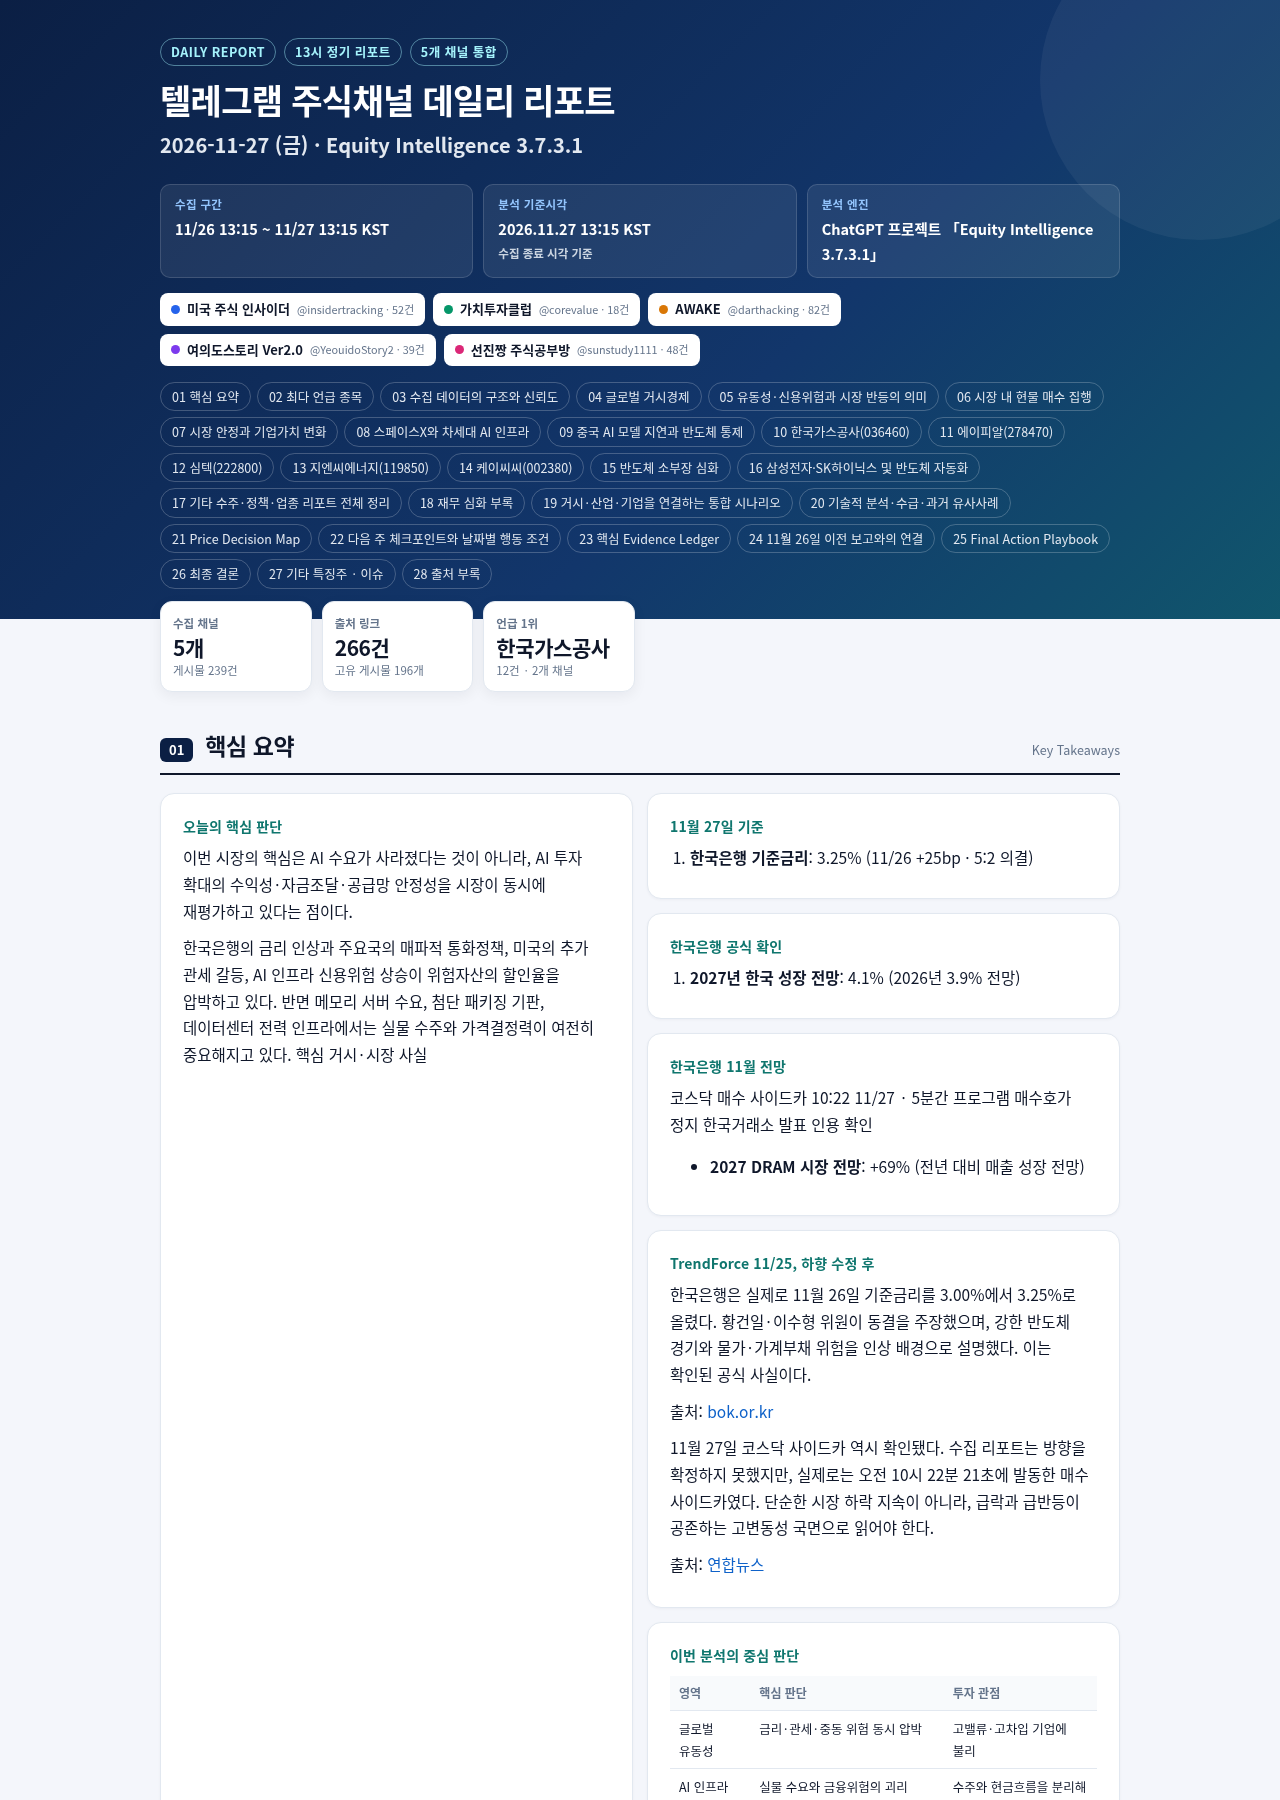 DAILY REPORT
13시 정기 리포트
5개 채널 통합
텔레그램 주식채널 데일리 리포트
2026-11-27 (금) · Equity Intelligence 3.7.3.1
수집 구간
11/26 13:15 ~ 11/27 13:15 KST
분석 기준시각
2026.11.27 13:15 KST
수집 종료 시각 기준
분석 엔진
ChatGPT 프로젝트 「Equity Intelligence
3.7.3.1」
미국 주식 인사이더 @insidertracking · 52건
가치투자클럽 @corevalue · 18건
AWAKE @darthacking · 82건
여의도스토리 Ver2.0 @YeouidoStory2 · 39건
선진짱 주식공부방 @sunstudy1111 · 48건
01 핵심 요약
02 최다 언급 종목
03 수집 데이터의 구조와 신뢰도
04 글로벌 거시경제
05 유동성·신용위험과 시장 반등의 의미
06 시장 내 현물 매수 집행
07 시장 안정과 기업가치 변화
08 스페이스X와 차세대 AI 인프라
09 중국 AI 모델 지연과 반도체 통제
10 한국가스공사(036460)
11 에이피알(278470)
12 심텍(222800)
13 지엔씨에너지(119850)
14 케이씨씨(002380)
15 반도체 소부장 심화
16 삼성전자·SK하이닉스 및 반도체 자동화
17 기타 수주·정책·업종 리포트 전체 정리
18 재무 심화 부록
19 거시·산업·기업을 연결하는 통합 시나리오
20 기술적 분석·수급·과거 유사사례
21 Price Decision Map
22 다음 주 체크포인트와 날짜별 행동 조건
23 핵심 Evidence Ledger
24 11월 26일 이전 보고와의 연결
25 Final Action Playbook
26 최종 결론
27 기타 특징주 · 이슈
28 출처 부록
수집 채널
5개
게시물 239건
출처 링크
266건
고유 게시물 196개
언급 1위
한국가스공사
12건 · 2개 채널
01 핵심 요약
Key Takeaways
오늘의 핵심 판단
이번 시장의 핵심은 AI 수요가 사라졌다는 것이 아니라, AI 투자
확대의 수익성·자금조달·공급망 안정성을 시장이 동시에
재평가하고 있다는 점이다.
한국은행의 금리 인상과 주요국의 매파적 통화정책, 미국의 추가
관세 갈등, AI 인프라 신용위험 상승이 위험자산의 할인율을
압박하고 있다. 반면 메모리 서버 수요, 첨단 패키징 기판,
데이터센터 전력 인프라에서는 실물 수주와 가격결정력이 여전히
중요해지고 있다. 핵심 거시·시장 사실
11월 27일 기준
1. 한국은행 기준금리: 3.25% (11/26 +25bp · 5:2 의결)
한국은행 공식 확인
1. 2027년 한국 성장 전망: 4.1% (2026년 3.9% 전망)
한국은행 11월 전망
코스닥 매수 사이드카 10:22 11/27 · 5분간 프로그램 매수호가
정지 한국거래소 발표 인용 확인
• 2027 DRAM 시장 전망: +69% (전년 대비 매출 성장 전망)
TrendForce 11/25, 하향 수정 후
한국은행은 실제로 11월 26일 기준금리를 3.00%에서 3.25%로
올렸다. 황건일·이수형 위원이 동결을 주장했으며, 강한 반도체
경기와 물가·가계부채 위험을 인상 배경으로 설명했다. 이는
확인된 공식 사실이다.
출처: bok.or.kr
11월 27일 코스닥 사이드카 역시 확인됐다. 수집 리포트는 방향을
확정하지 못했지만, 실제로는 오전 10시 22분 21초에 발동한 매수
사이드카였다. 단순한 시장 하락 지속이 아니라, 급락과 급반등이
공존하는 고변동성 국면으로 읽어야 한다.
출처: 연합뉴스
이번 분석의 중심 판단
영역 핵심 판단 투자 관점
글로벌 금리·관세·중동 위험 동시 압박 고밸류·고차입 기업에
유동성 불리
AI 인프라 실물 수요와 금융위험의 괴리 수주와 현금흐름을 분리해